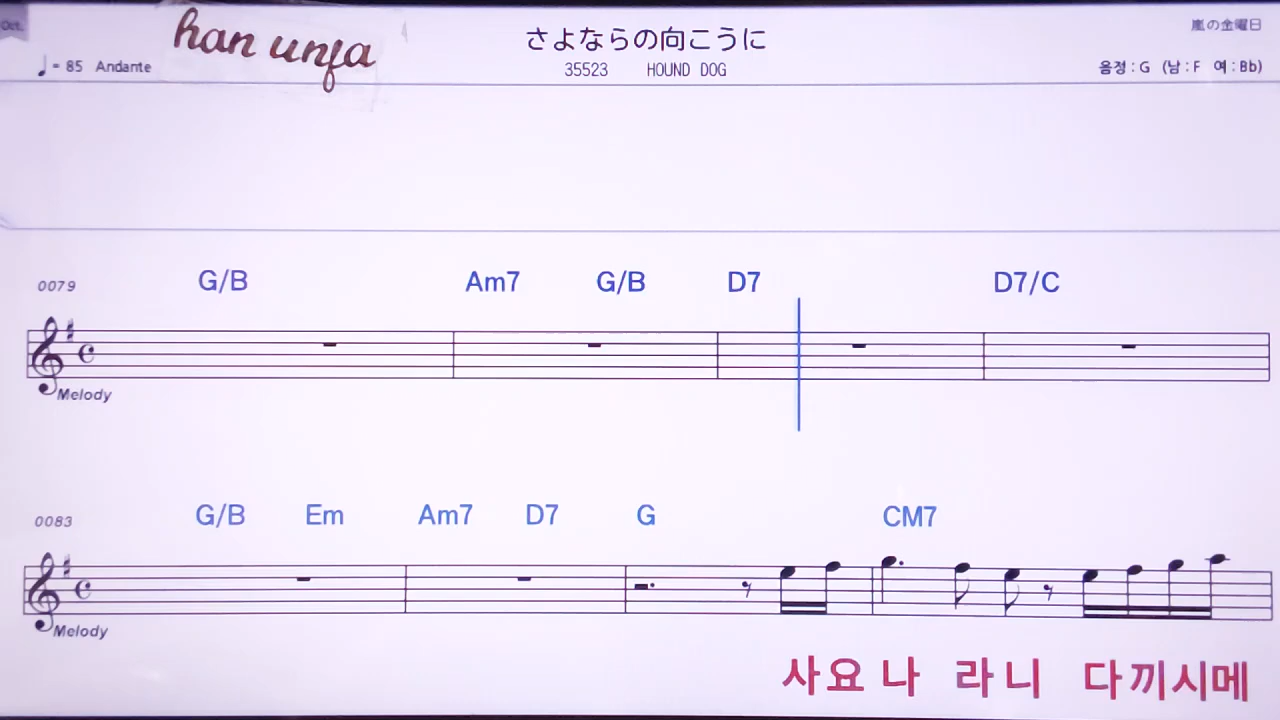 Oct.
han unfa
さよならの向こうに
嵐の金曜日
♩= 85 Andante
35523 HOUND DOG
음정 : G (남 : F 여 : Bb)
0079
G/B Am7 G/B D7 D7/C
Melody
0083
G/B Em Am7 D7 G CM7
Melody
사요 나 라니 다끼시메